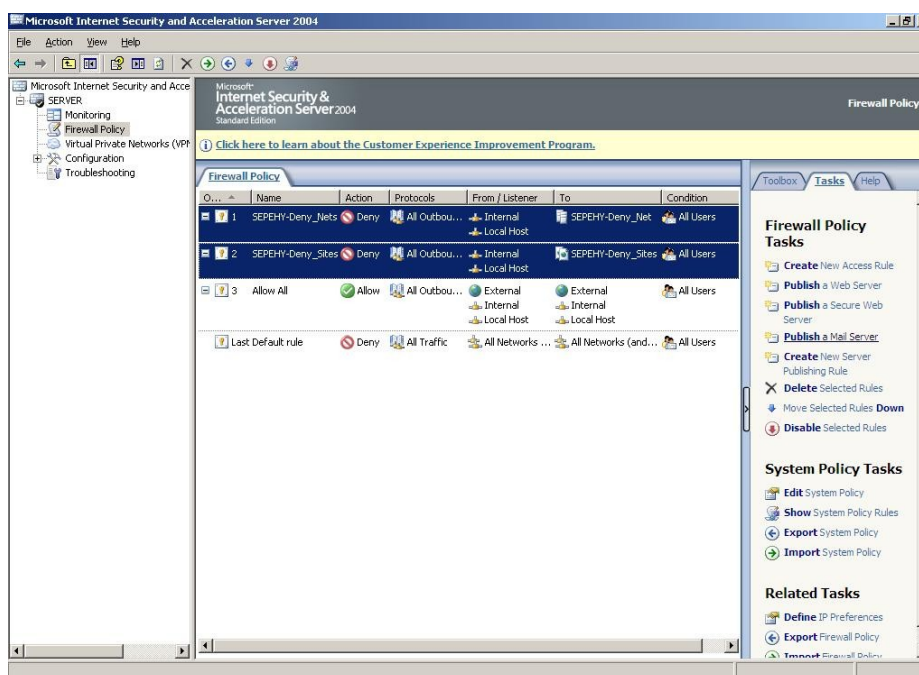 Microsoft Internet Security and Acceleration Server 2004
File Action View Help
Microsoft Internet Security and Acce
SERVER
Monitoring
Firewall Policy
Virtual Private Networks (VPN
Configuration
Troubleshooting
Microsoft
Internet Security &
Acceleration Server 2004
Standard Edition
Firewall Policy
Click here to learn about the Customer Experience Improvement Program.
Firewall Policy
O... Name Action Protocols From / Listener To Condition
1 SEPEHY-Deny_Nets Deny All Outbou... Internal SEPEHY-Deny_Net All Users
Local Host
2 SEPEHY-Deny_Sites Deny All Outbou... Internal SEPEHY-Deny_Sites All Users
Local Host
3 Allow All Allow All Outbou... External External All Users
Internal Internal
Local Host Local Host
Last Default rule Deny All Traffic All Networks ... All Networks (and... All Users
Toolbox Tasks Help
Firewall Policy
Tasks
Create New Access Rule
Publish a Web Server
Publish a Secure Web
Server
Publish a Mail Server
Create New Server
Publishing Rule
Delete Selected Rules
Move Selected Rules Down
Disable Selected Rules
System Policy Tasks
Edit System Policy
Show System Policy Rules
Export System Policy
Import System Policy
Related Tasks
Define IP Preferences
Export Firewall Policy
Import Firewall Policy